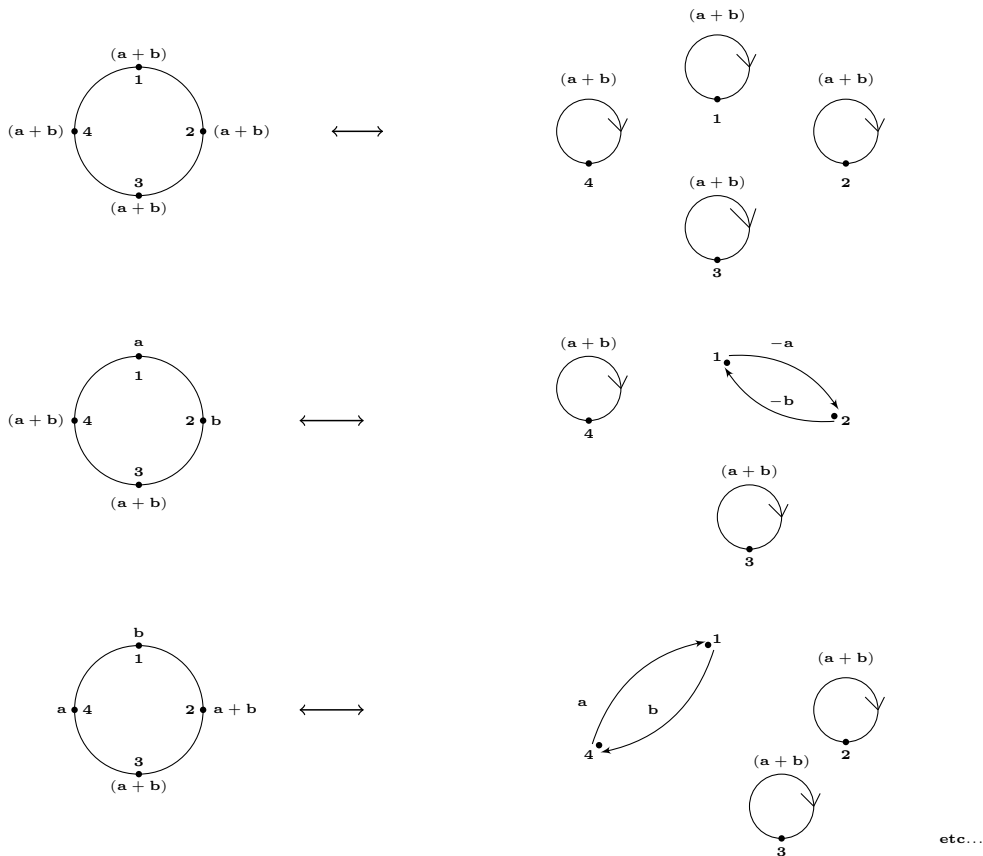 (a + b)
1
(a + b) 4
2 (a + b)
3
(a + b)
(a + b)
1
(a + b)
4
(a + b)
2
(a + b)
3
a
1
(a + b) 4
2 b
3
(a + b)
(a + b)
4
1
−a
−b
2
(a + b)
3
b
1
a 4
2 a + b
3
(a + b)
1
a
b
4
(a + b)
2
(a + b)
3
etc...